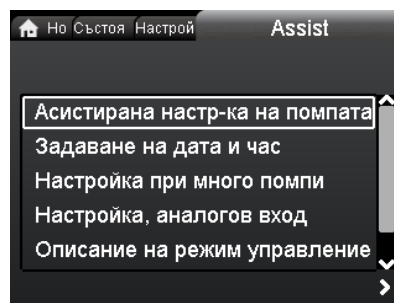 Но Състоя Настрой Assist
Асистирана настр-ка на помпата
Задаване на дата и час
Настройка при много помпи
Настройка, аналогов вход
Описание на режим управление